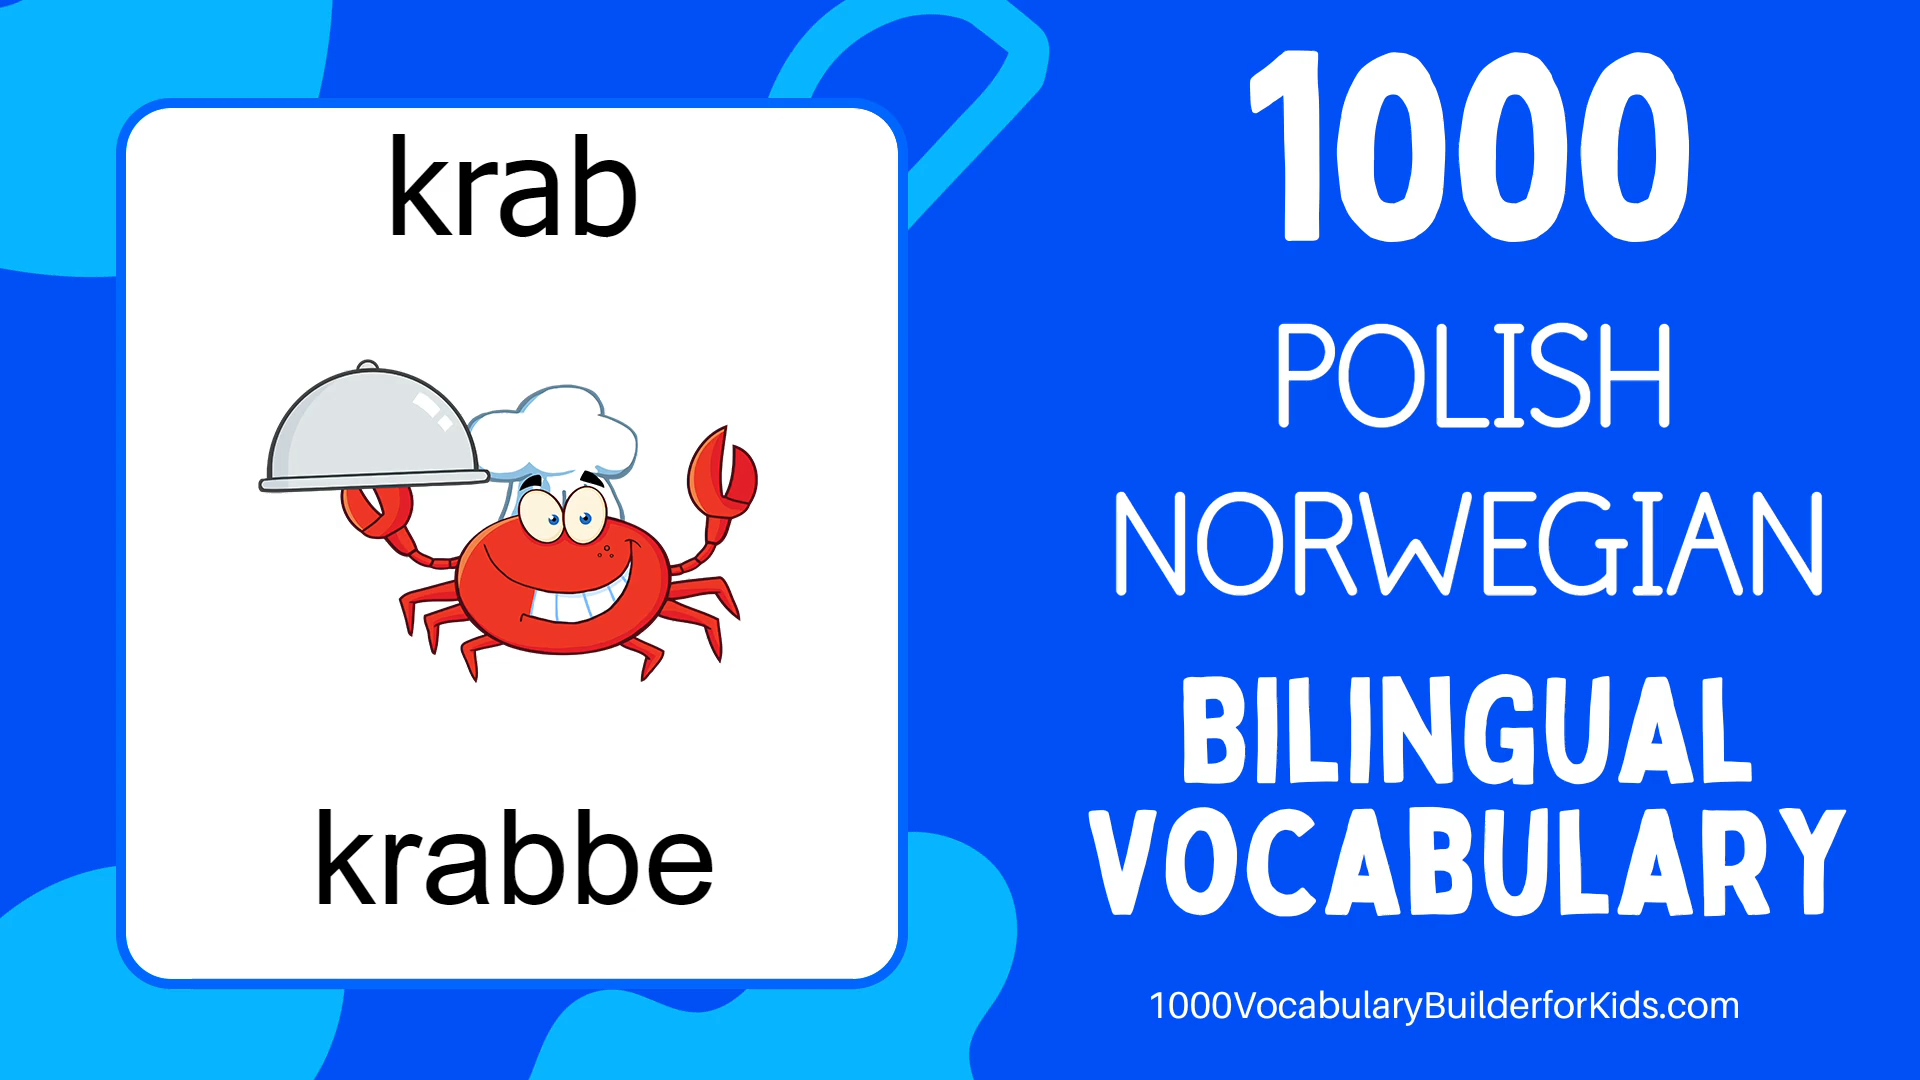 krab
krabbe
1000
POLISH
NORWEGIAN
BILINGUAL
VOCABULARY
1000VocabularyBuilderforKids.com